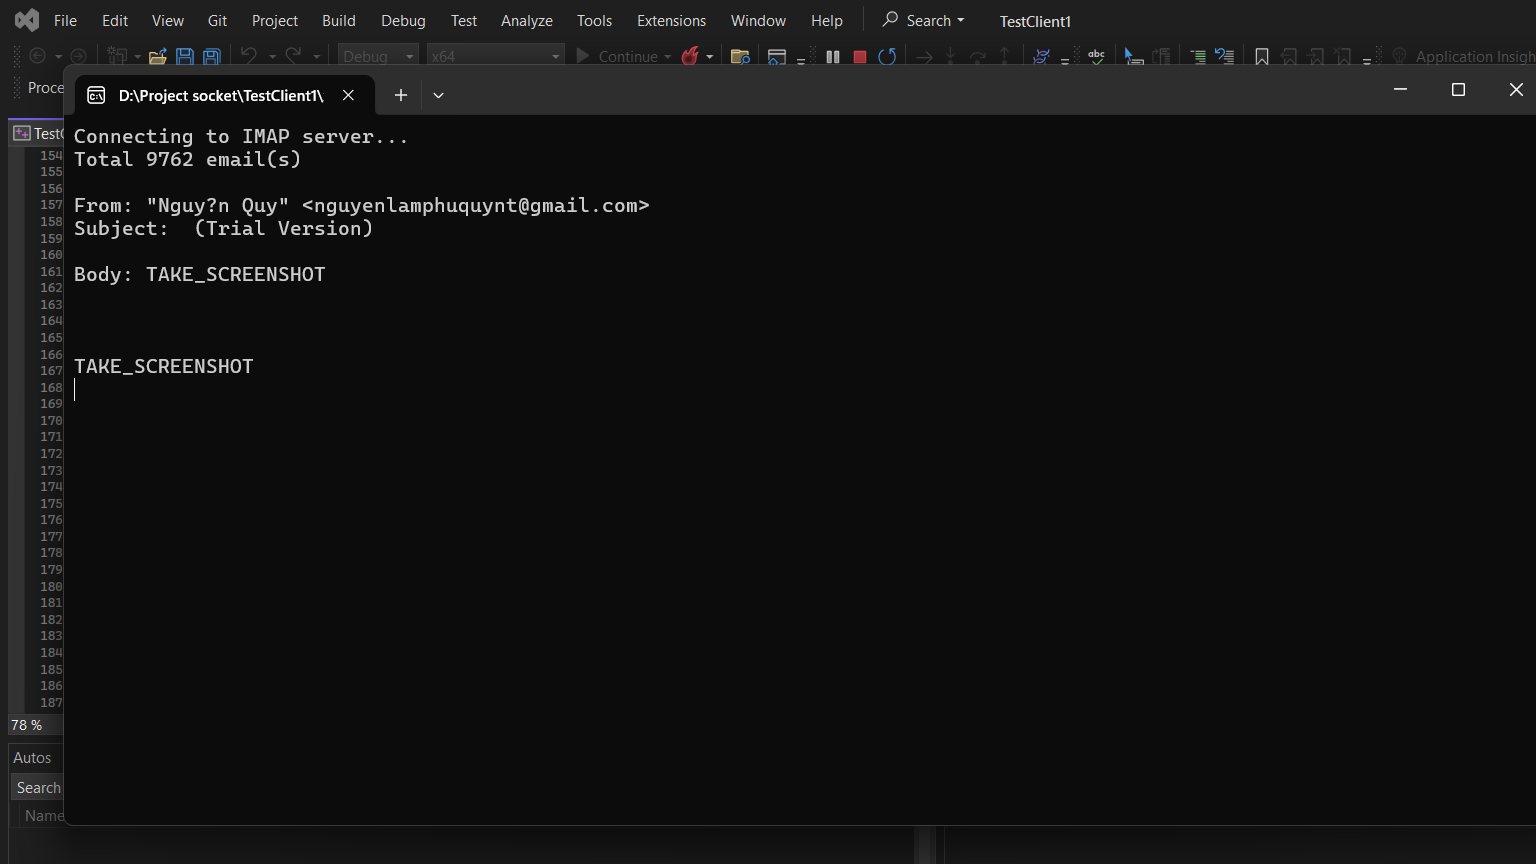 File Edit View Git Project Build Debug Test Analyze Tools Extensions Window Help Search TestClient1
Debug x64 Continue Application Insigh
Proce
D:\Project socket\TestClient1\
TestC
Connecting to IMAP server...
Total 9762 email(s)
From: "Nguy?n Quy" <nguyenlamphuquynt@gmail.com>
Subject:  (Trial Version)
Body: TAKE_SCREENSHOT
TAKE_SCREENSHOT
154
155
156
157
158
159
160
161
162
163
164
165
166
167
168
169
170
171
172
173
174
175
176
177
178
179
180
181
182
183
184
185
186
187
78 %
Autos
Search
Name